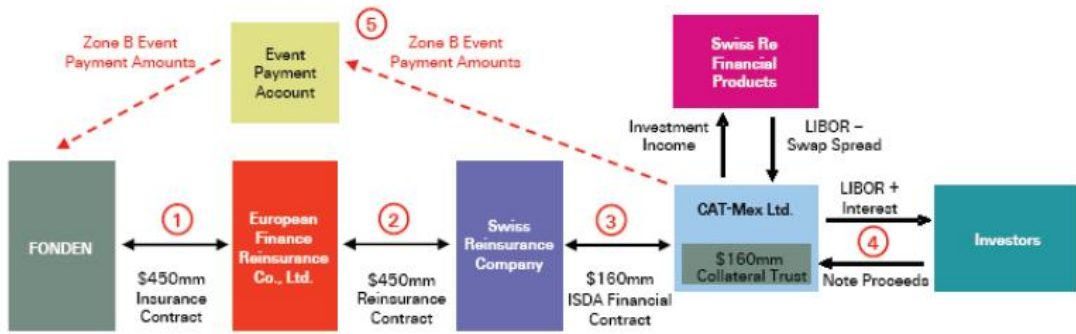 5
Zone B Event
Payment Amounts
Event
Payment
Account
Zone B Event
Payment Amounts
Swiss Re
Financial
Products
Investment
Income
LIBOR –
Swap Spread
FONDEN
1
$450mm
Insurance
Contract
European
Finance
Reinsurance
Co., Ltd.
2
$450mm
Reinsurance
Contract
Swiss
Reinsurance
Company
3
$160mm
ISDA Financial
Contract
CAT-Mex Ltd.
$160mm
Collateral Trust
LIBOR +
Interest
4
Note Proceeds
Investors